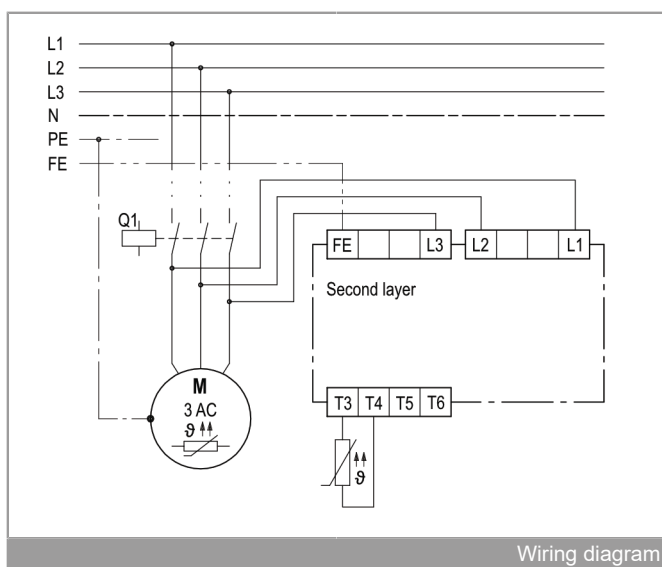 L1
L2
L3
N
PE
FE
Q1
FE L3 L2 L1
Second layer
M
3 AC
ϑ
T3 T4 T5 T6
ϑ
Wiring diagram